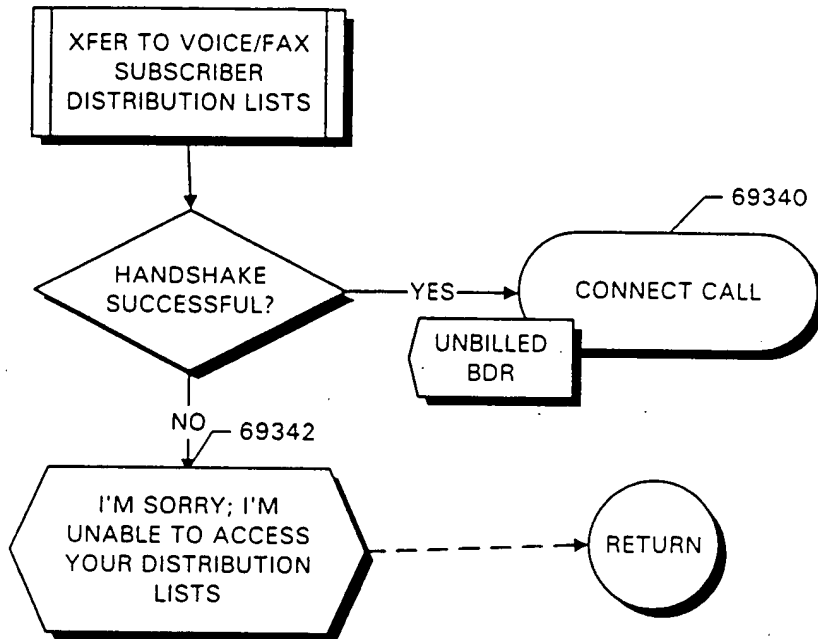 XFER TO VOICE/FAX
SUBSCRIBER
DISTRIBUTION LISTS
69340
HANDSHAKE
SUCCESSFUL?
YES
CONNECT CALL
UNBILLED
BDR
NO
69342
I'M SORRY; I'M
UNABLE TO ACCESS
YOUR DISTRIBUTION
LISTS
RETURN